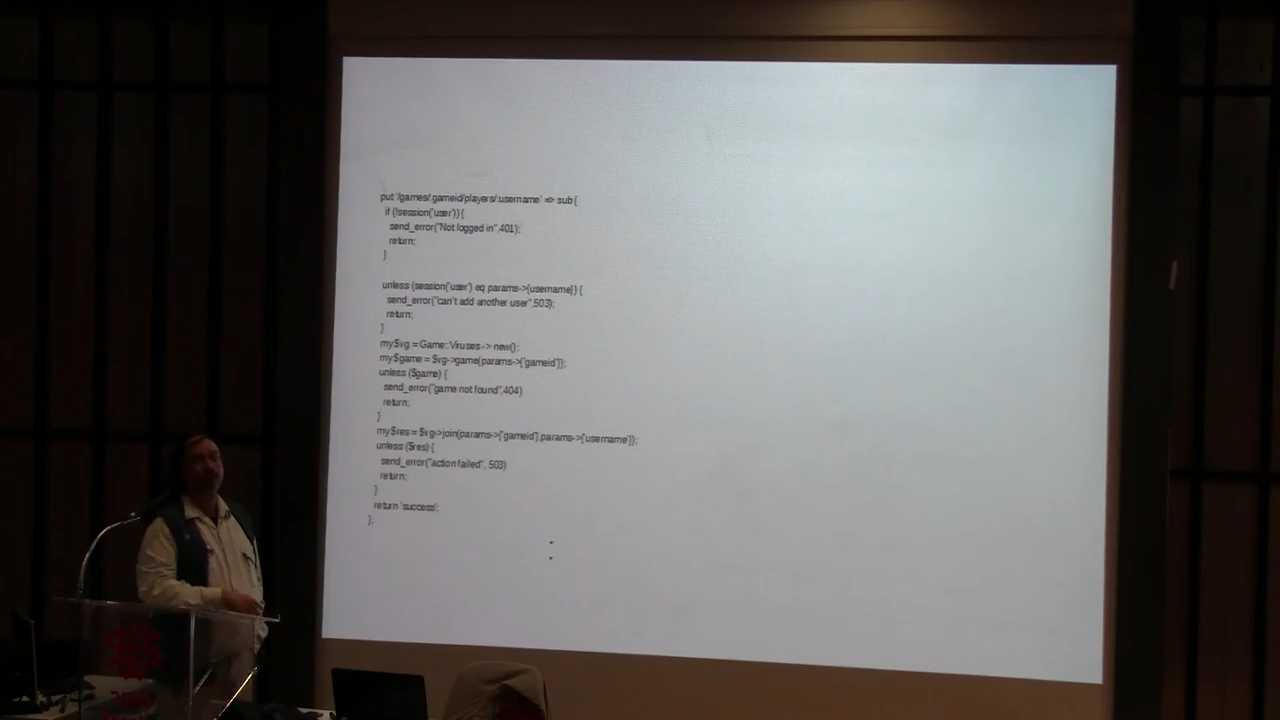 put '/games/:gameid/players/:username' => sub {
if (!session('user')) {
send_error("Not logged in",401);
return;
}
unless (session('user') eq params->{username}) {
send_error("can't add another user",503);
return;
}
my $vg = Game::Viruses -> new();
my $game = $vg->game(params->{'gameid'});
unless ($game) {
send_error("game not found",404)
return;
}
my $res = $vg->join(params->{'gameid'},params->{'username'});
unless ($res) {
send_error("action failed", 503)
return;
}
return 'success';
};